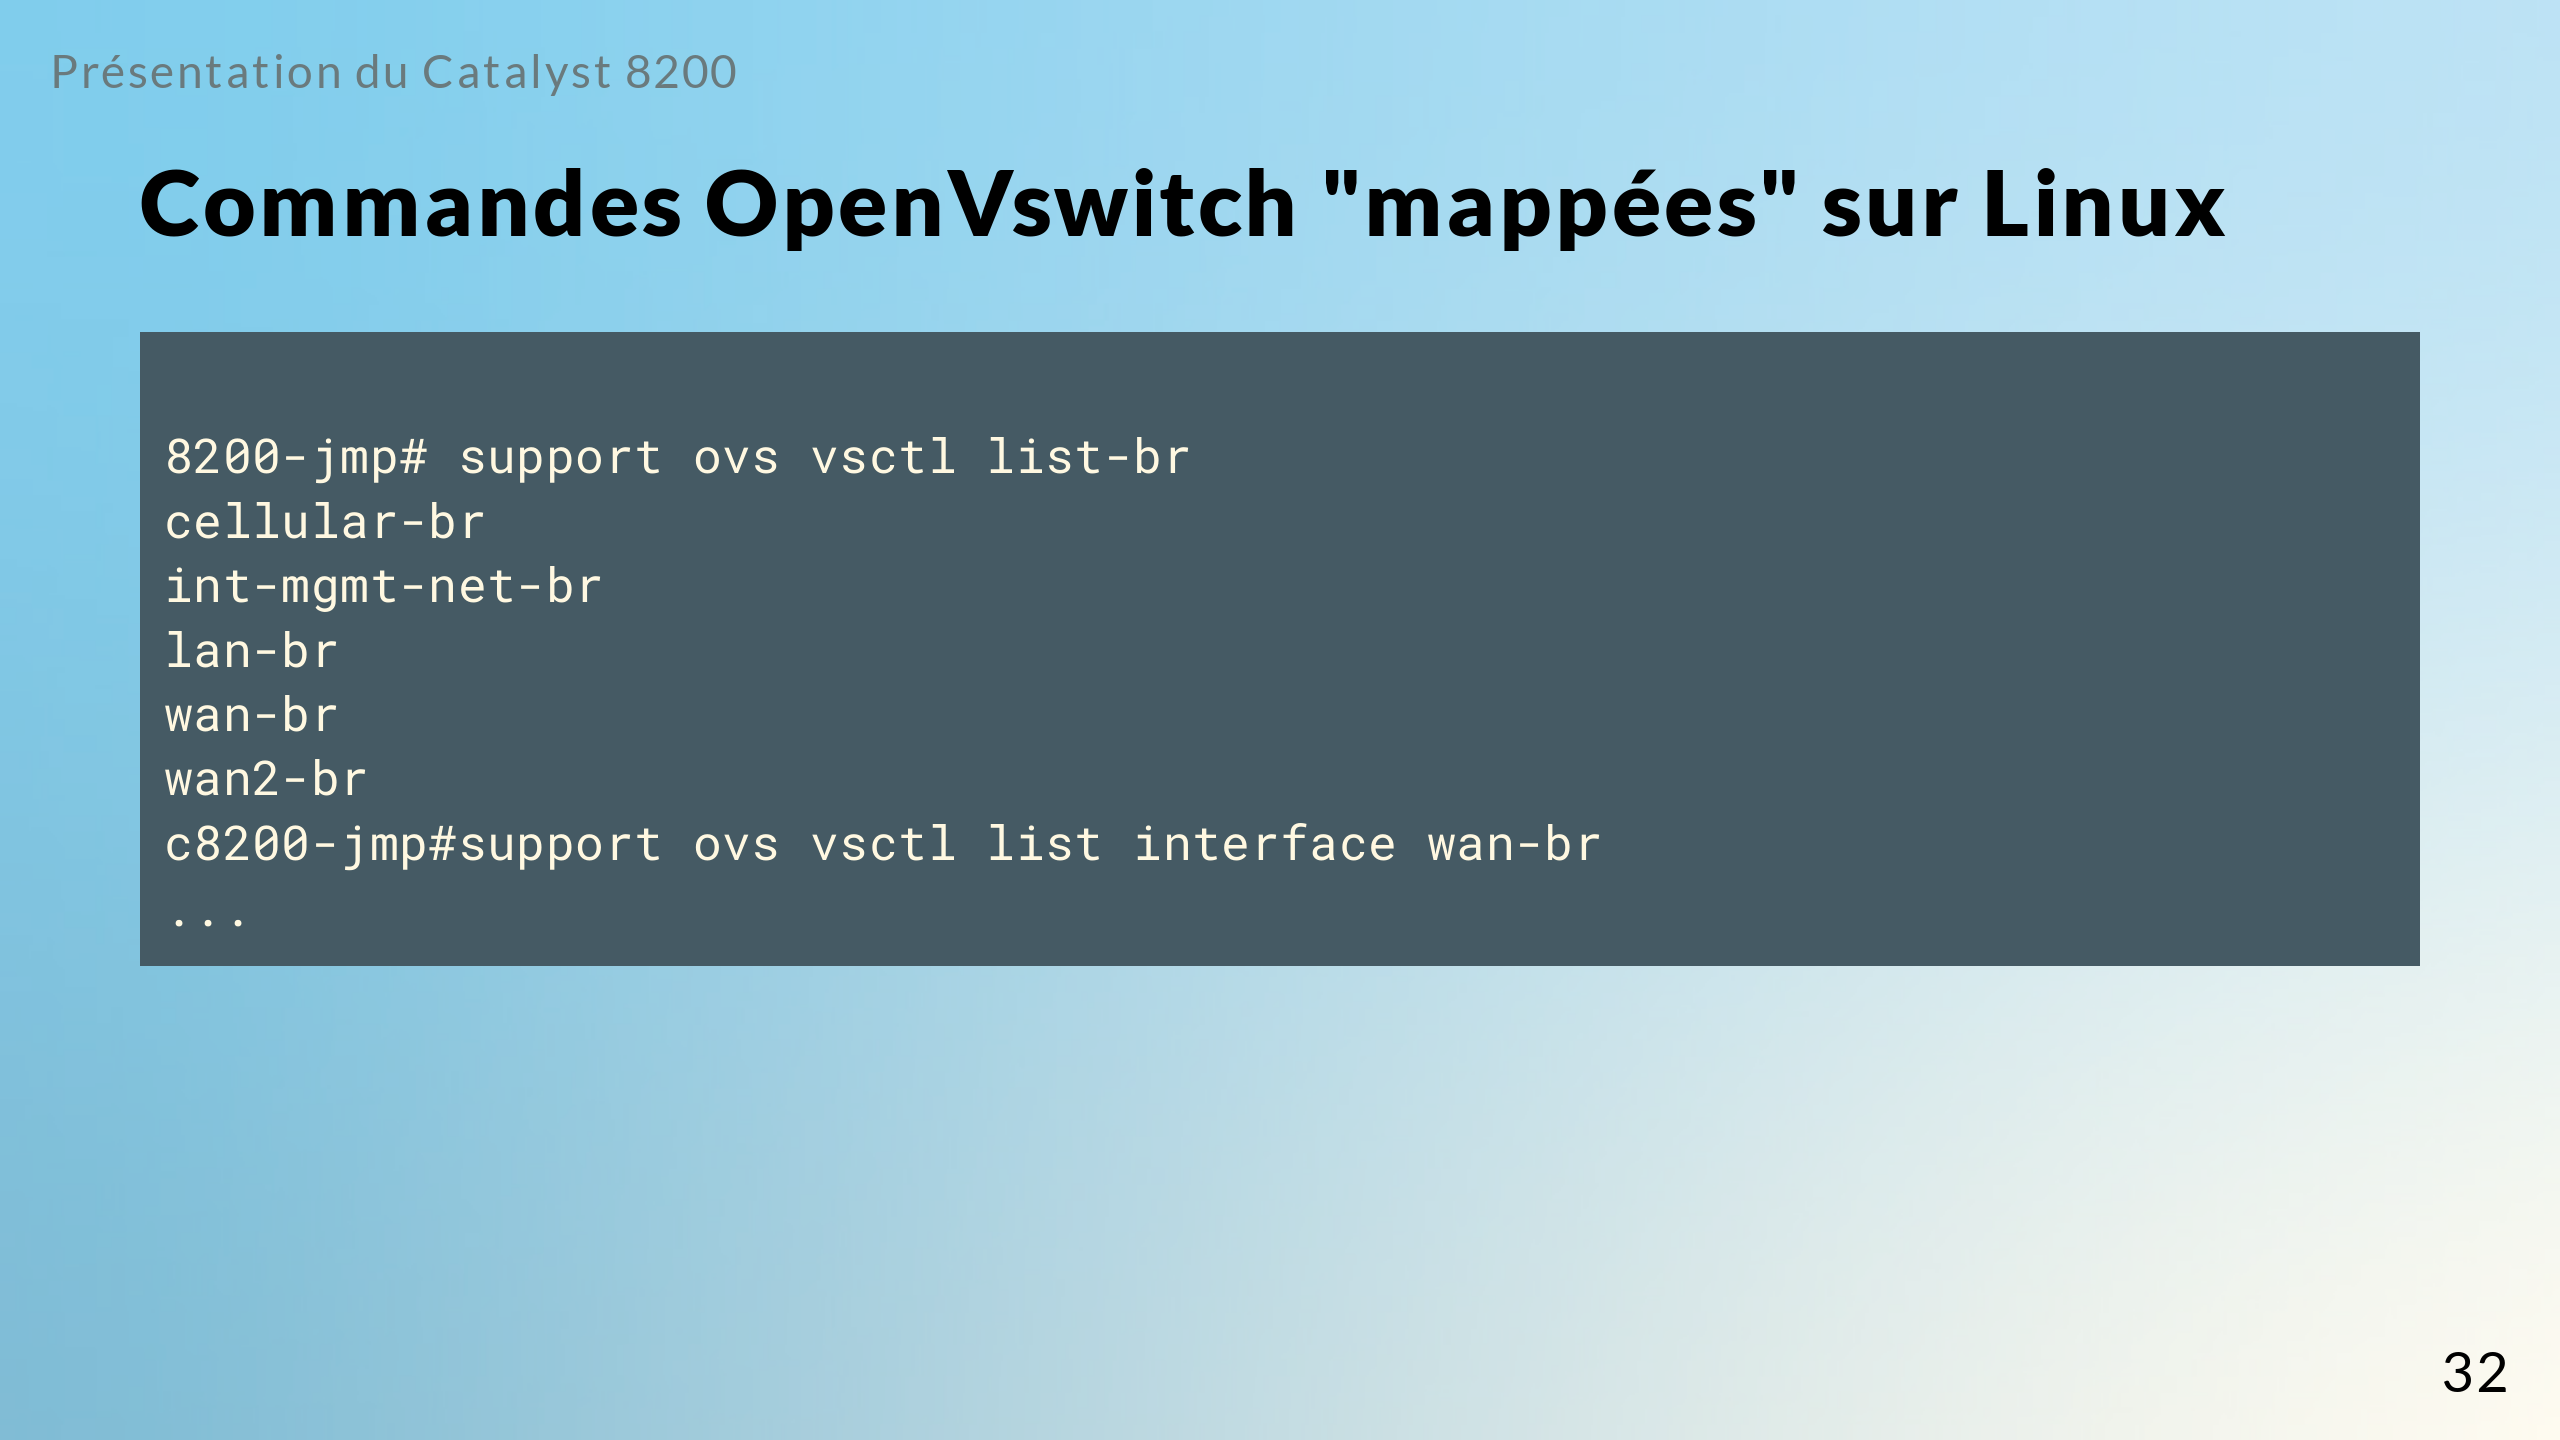 Présentation du Catalyst 8200
Commandes OpenVswitch "mappées" sur Linux
8200-jmp# support ovs vsctl list-br
cellular-br
int-mgmt-net-br
lan-br
wan-br
wan2-br
c8200-jmp#support ovs vsctl list interface wan-br
...
32